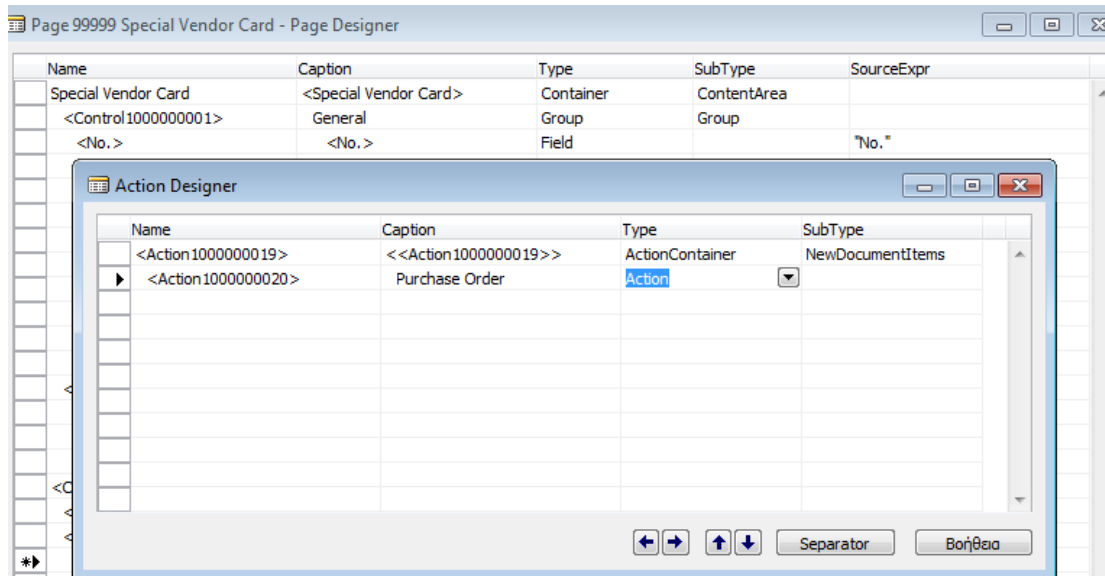 Page 99999 Special Vendor Card - Page Designer
Name Caption Type SubType SourceExpr
Special Vendor Card <Special Vendor Card> Container ContentArea
<Control1000000001> General Group Group
<No.> <No.> Field "No."
Action Designer
Name Caption Type SubType
<Action1000000019> <<Action1000000019>> ActionContainer NewDocumentItems
<Action1000000020> Purchase Order Action
Separator Βοήθεια